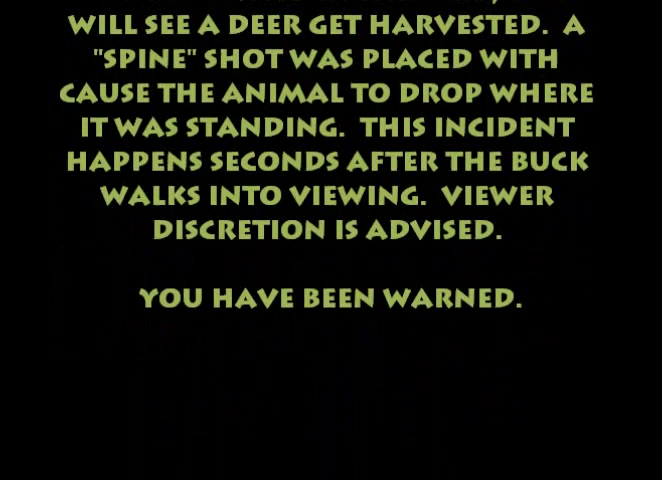 WILL SEE A DEER GET HARVESTED. A
"SPINE" SHOT WAS PLACED WITH
CAUSE THE ANIMAL TO DROP WHERE
IT WAS STANDING. THIS INCIDENT
HAPPENS SECONDS AFTER THE BUCK
WALKS INTO VIEWING. VIEWER
DISCRETION IS ADVISED.
YOU HAVE BEEN WARNED.